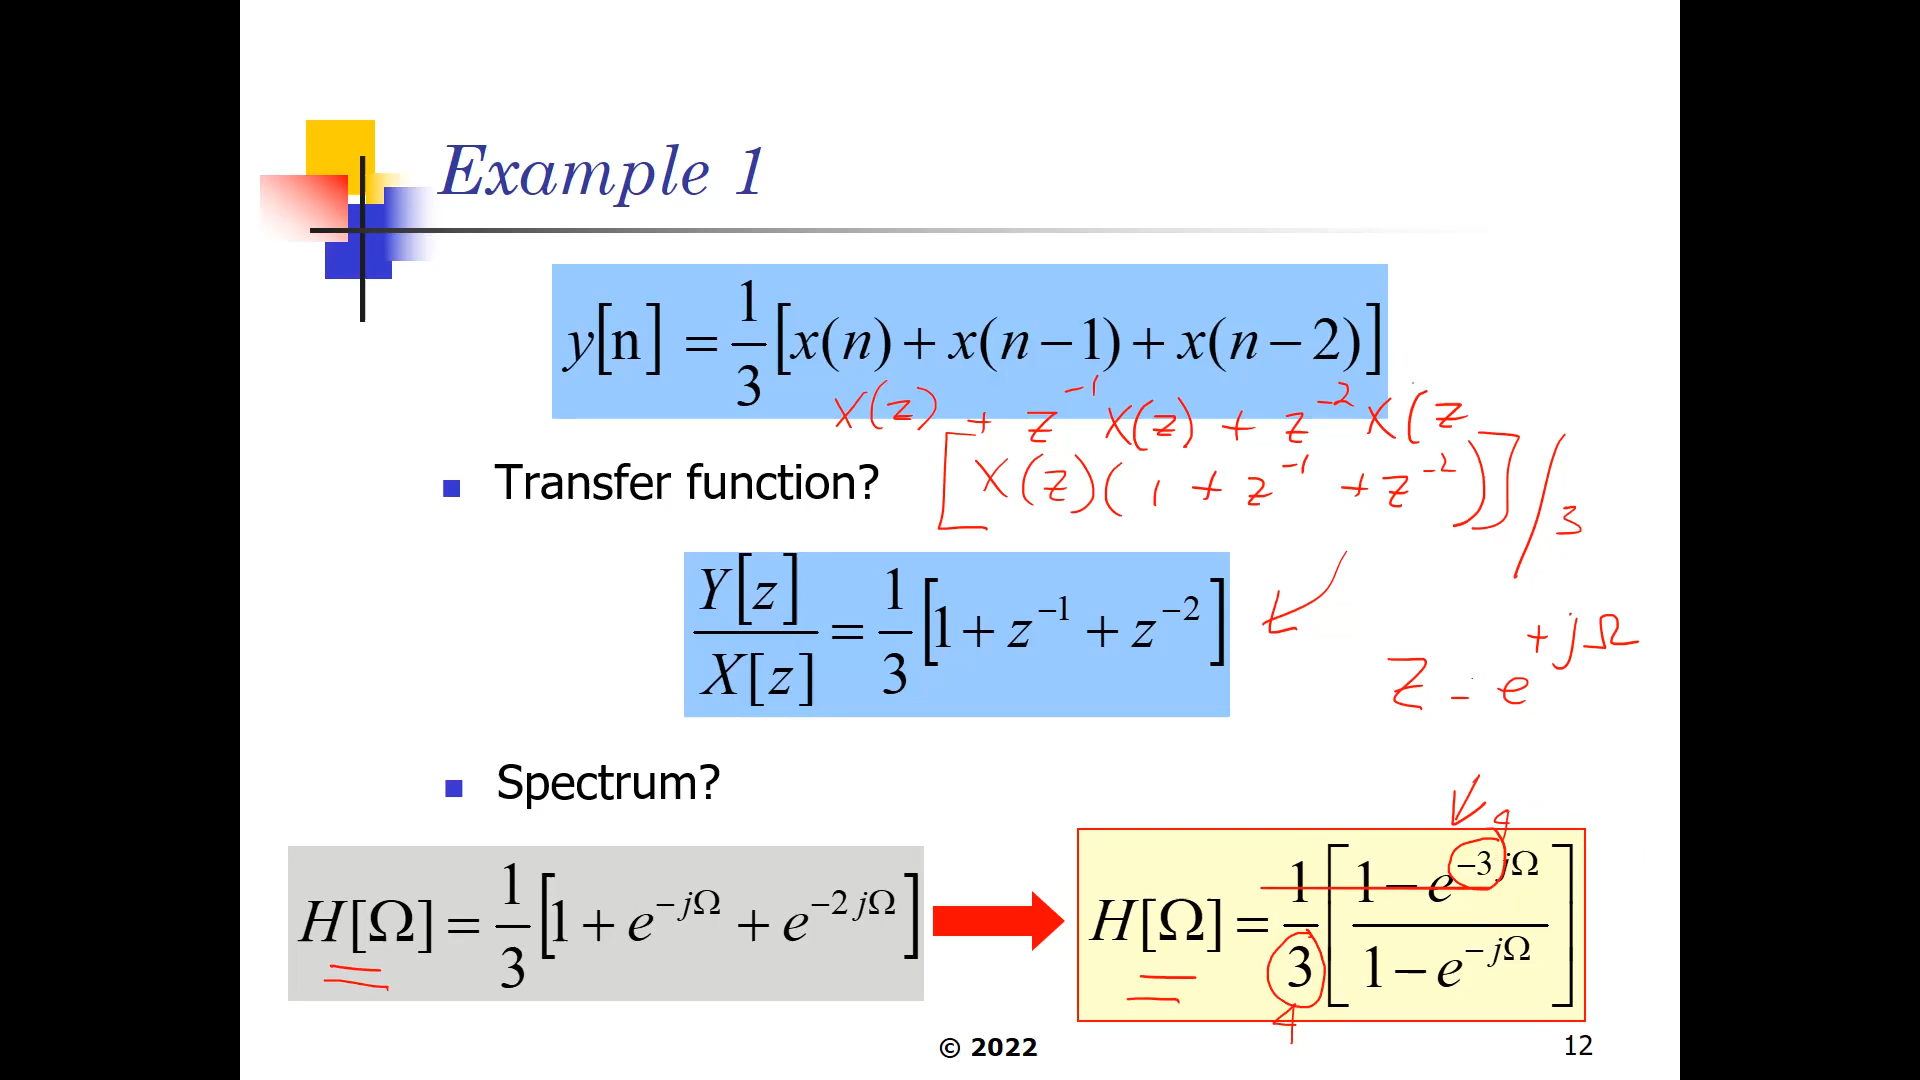 Example 1
y[n] = 1/3 [x(n) + x(n − 1) + x(n − 2)]
X(z) + z^-1 X(z) + z^-2 X(z
■ Transfer function?
[X(z)(1 + z^-1 + z^-2)]/3
Y[z]/X[z] = 1/3 [1 + z^−1 + z^−2]
z - e^+jΩ
■ Spectrum?
H[Ω] = 1/3 [1 + e^−jΩ + e^−2jΩ]
H[Ω] = 1/3 [(1 − e^−3jΩ)/(1 − e^−jΩ)]
4
© 2022
12